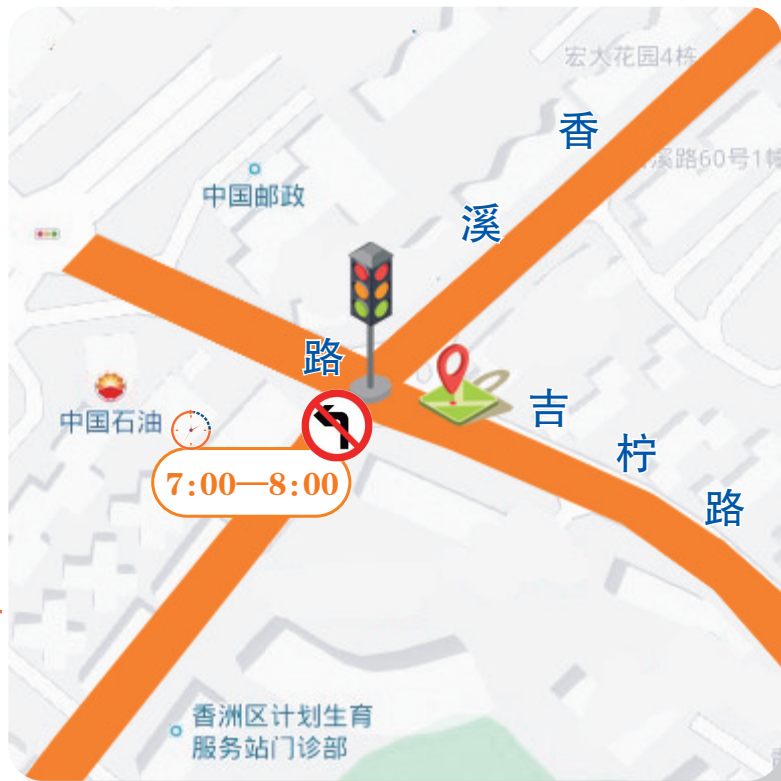 宏大花园4栋
香
溪路60号1幢
中国邮政
溪
路
吉
中国石油
柠
7:00—8:00
路
香洲区计划生育
服务站门诊部